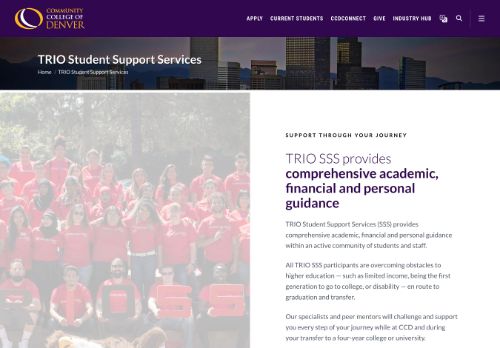 COMMUNITY
COLLEGE OF
DENVER
APPLY CURRENT STUDENTS CCDCONNECT GIVE INDUSTRY HUB
TRIO Student Support Services
Home / TRIO Student Support Services
SUPPORT THROUGH YOUR JOURNEY
TRIO SSS provides
comprehensive academic,
financial and personal
guidance
TRIO Student Support Services (SSS) provides
comprehensive academic, financial and personal guidance
within an active community of students and staff.
All TRIO SSS participants are overcoming obstacles to
higher education — such as limited income, being the first
generation to go to college, or disability — en route to
graduation and transfer.
Our specialists and peer mentors will challenge and support
you every step of your journey while at CCD and during
your transfer to a four-year college or university.